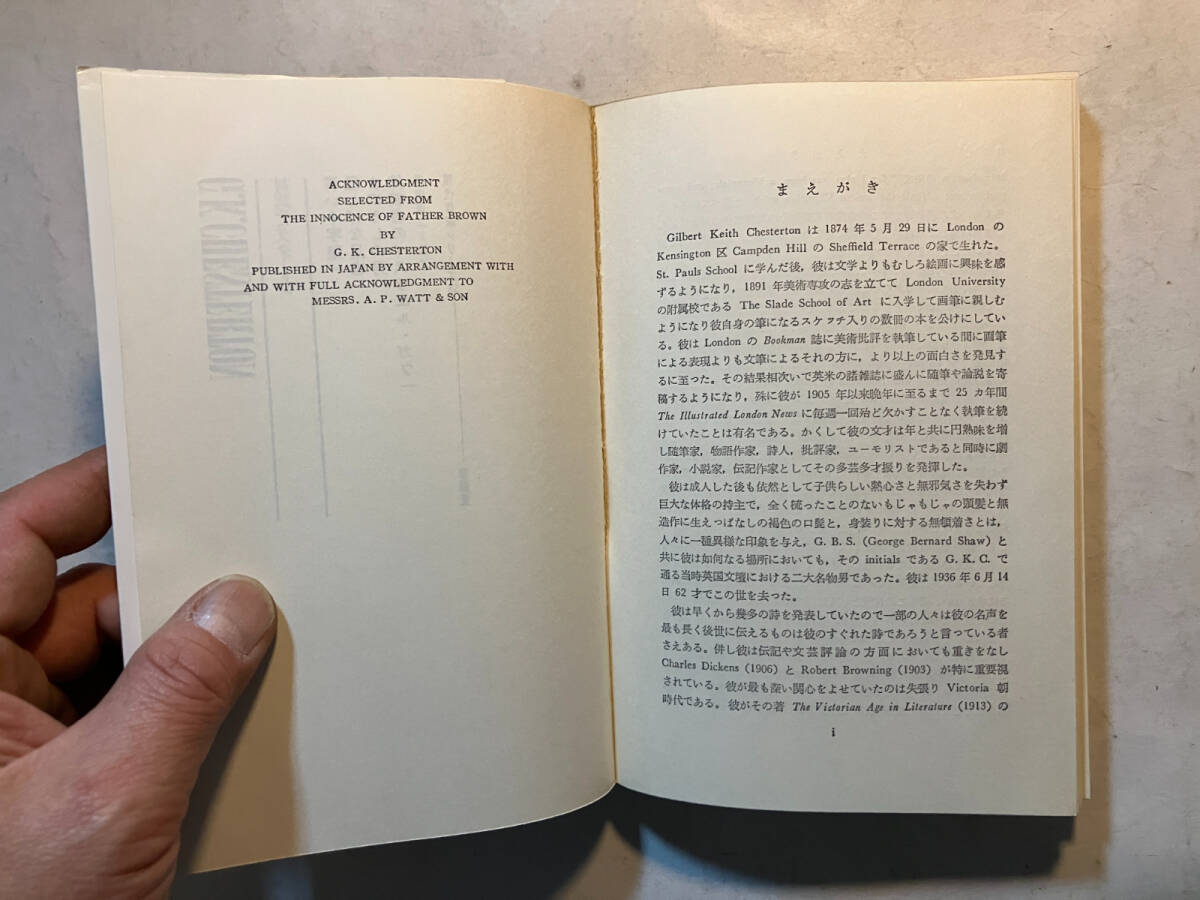 ACKNOWLEDGMENT
SELECTED FROM
THE INNOCENCE OF FATHER BROWN
BY
G. K. CHESTERTON
PUBLISHED IN JAPAN BY ARRANGEMENT WITH
AND WITH FULL ACKNOWLEDGMENT TO
MESSRS. A. P. WATT & SON
まえがき
Gilbert Keith Chesterton は 1874 年 5 月 29 日に London の
Kensington 区 Campden Hill の Sheffield Terrace の家で生れた。
St. Pauls School に学んだ後，彼は文学よりもむしろ絵画に興味を感
ずるようになり，1891 年美術専攻の志を立てて London University
の附属校である The Slade School of Art に入学して画筆に親しむ
ようになり彼自身の筆になるスケッチ入りの数冊の本を公けにしてい
る。彼は London の Bookman 誌に美術批評を執筆している間に画筆
による表現よりも文筆によるそれの方に，より以上の面白さを発見す
るに至った。その結果相次いで英米の諸雑誌に盛んに随筆や論説を寄
稿するようになり，殊に彼が 1905 年以来晩年に至るまで 25 カ年間
The Illustrated London News に毎週一回殆ど欠かすことなく執筆を続
けていたことは有名である。かくして彼の文才は年と共に円熟味を増
し随筆家，物語作家，詩人，批評家，ユーモリストであると同時に劇
作家，小説家，伝記作家としてその多芸多才振りを発揮した。
彼は成人した後も依然として子供らしい熱心さと無邪気さを失わず
巨大な体格の持主で，全く梳ったことのないもじゃもじゃの頭髪と無
造作に生えっぱなしの褐色の口髭と，身装りに対する無頓着さとは，
人々に一種異様な印象を与え，G. B. S. (George Bernard Shaw) と
共に彼は如何なる場所においても，その initials である G. K. C. で
通る当時英国文壇における二大名物男であった。彼は 1936 年 6 月 14
日 62 才でこの世を去った。
彼は早くから幾多の詩を発表していたので一部の人々は彼の名声を
最も長く後世に伝えるものは彼のすぐれた詩であろうと言っている者
さえある。併し彼は伝記や文芸評論の方面においても重きをなし
Charles Dickens (1906) と Robert Browning (1903) が特に重要視
されている。彼が最も深い関心をよせていたのは矢張り Victoria 朝
時代である。彼がその著 The Victorian Age in Literature (1913) の
i